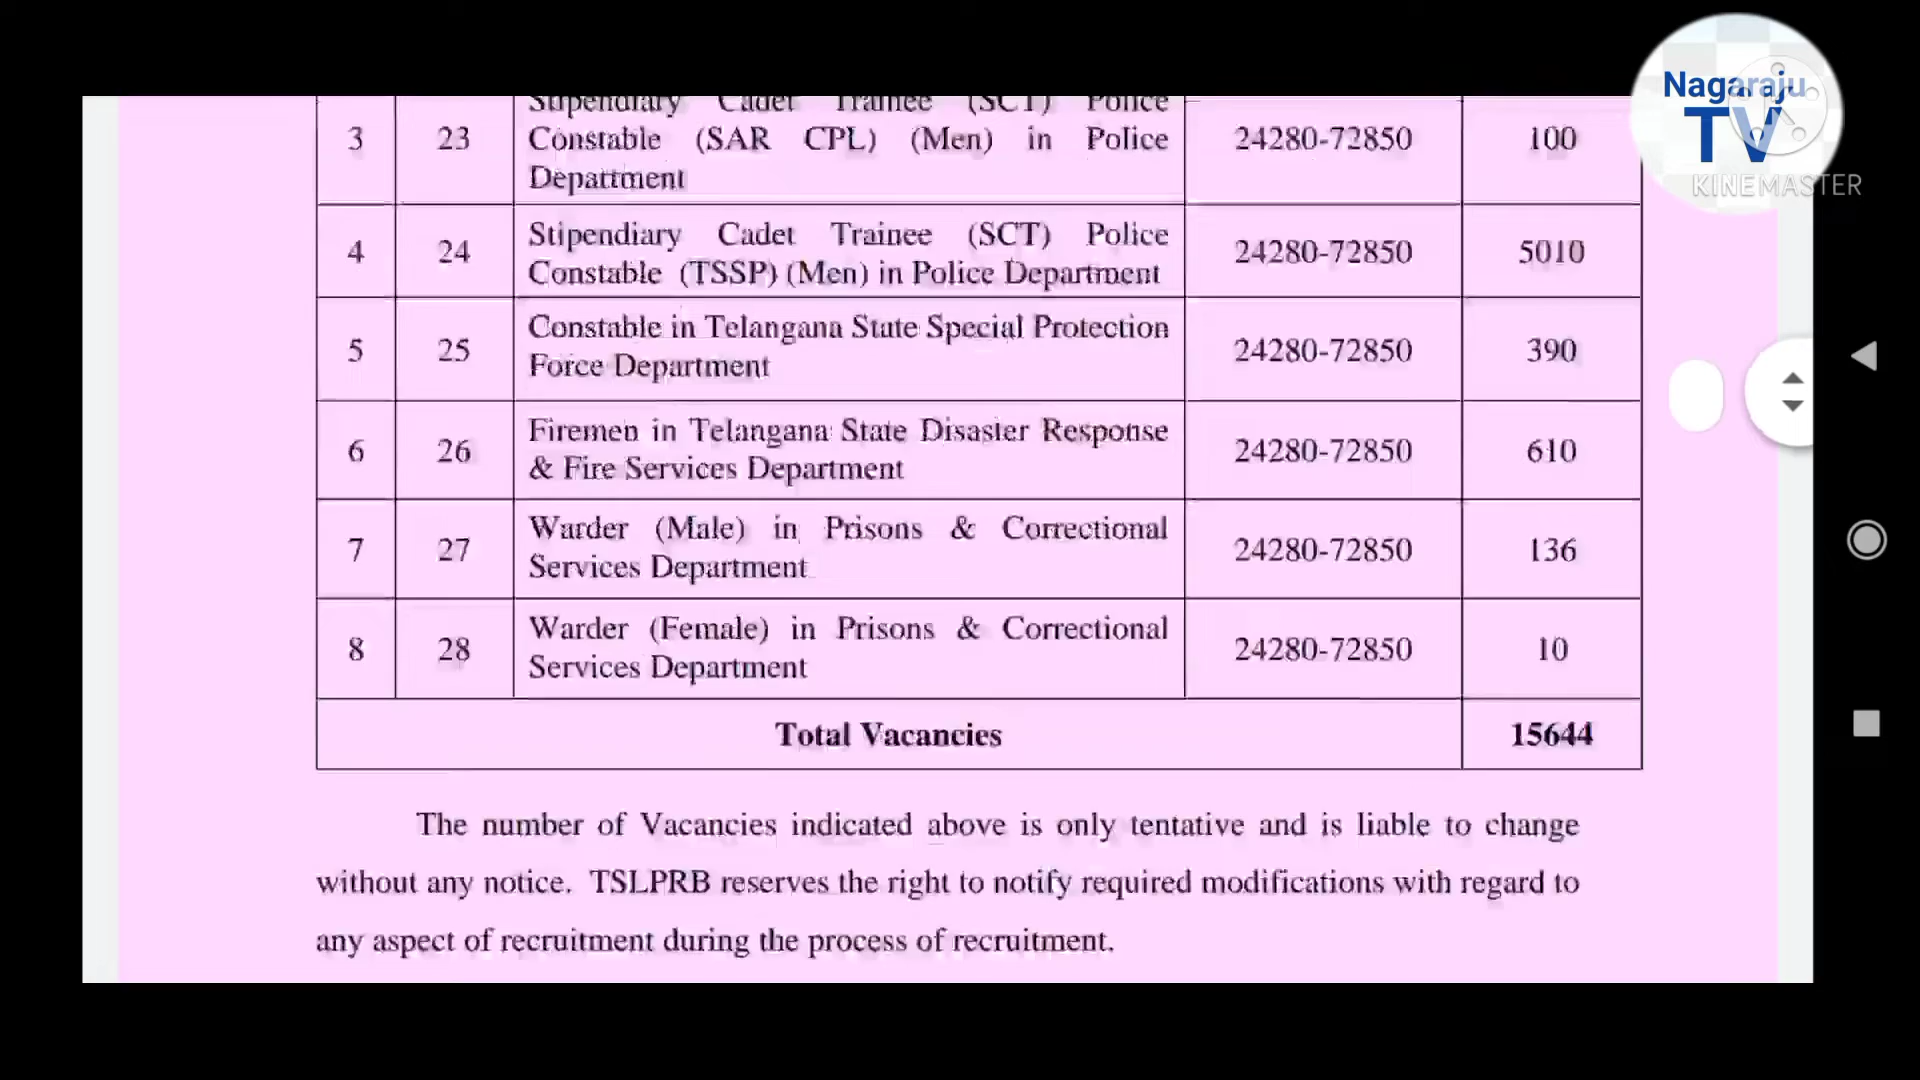 Nagaraju
TV
KINEMASTER
Stipendiary Cadet Trainee (SCT) Police
3 23 Constable (SAR CPL) (Men) in Police 24280-72850 100
Department
Stipendiary Cadet Trainee (SCT) Police
4 24 24280-72850 5010
Constable (TSSP) (Men) in Police Department
Constable in Telangana State Special Protection
5 25 24280-72850 390
Force Department
Firemen in Telangana State Disaster Response
6 26 24280-72850 610
& Fire Services Department
Warder (Male) in Prisons & Correctional
7 27 24280-72850 136
Services Department
Warder (Female) in Prisons & Correctional
8 28 24280-72850 10
Services Department
Total Vacancies 15644
The number of Vacancies indicated above is only tentative and is liable to change
without any notice. TSLPRB reserves the right to notify required modifications with regard to
any aspect of recruitment during the process of recruitment.